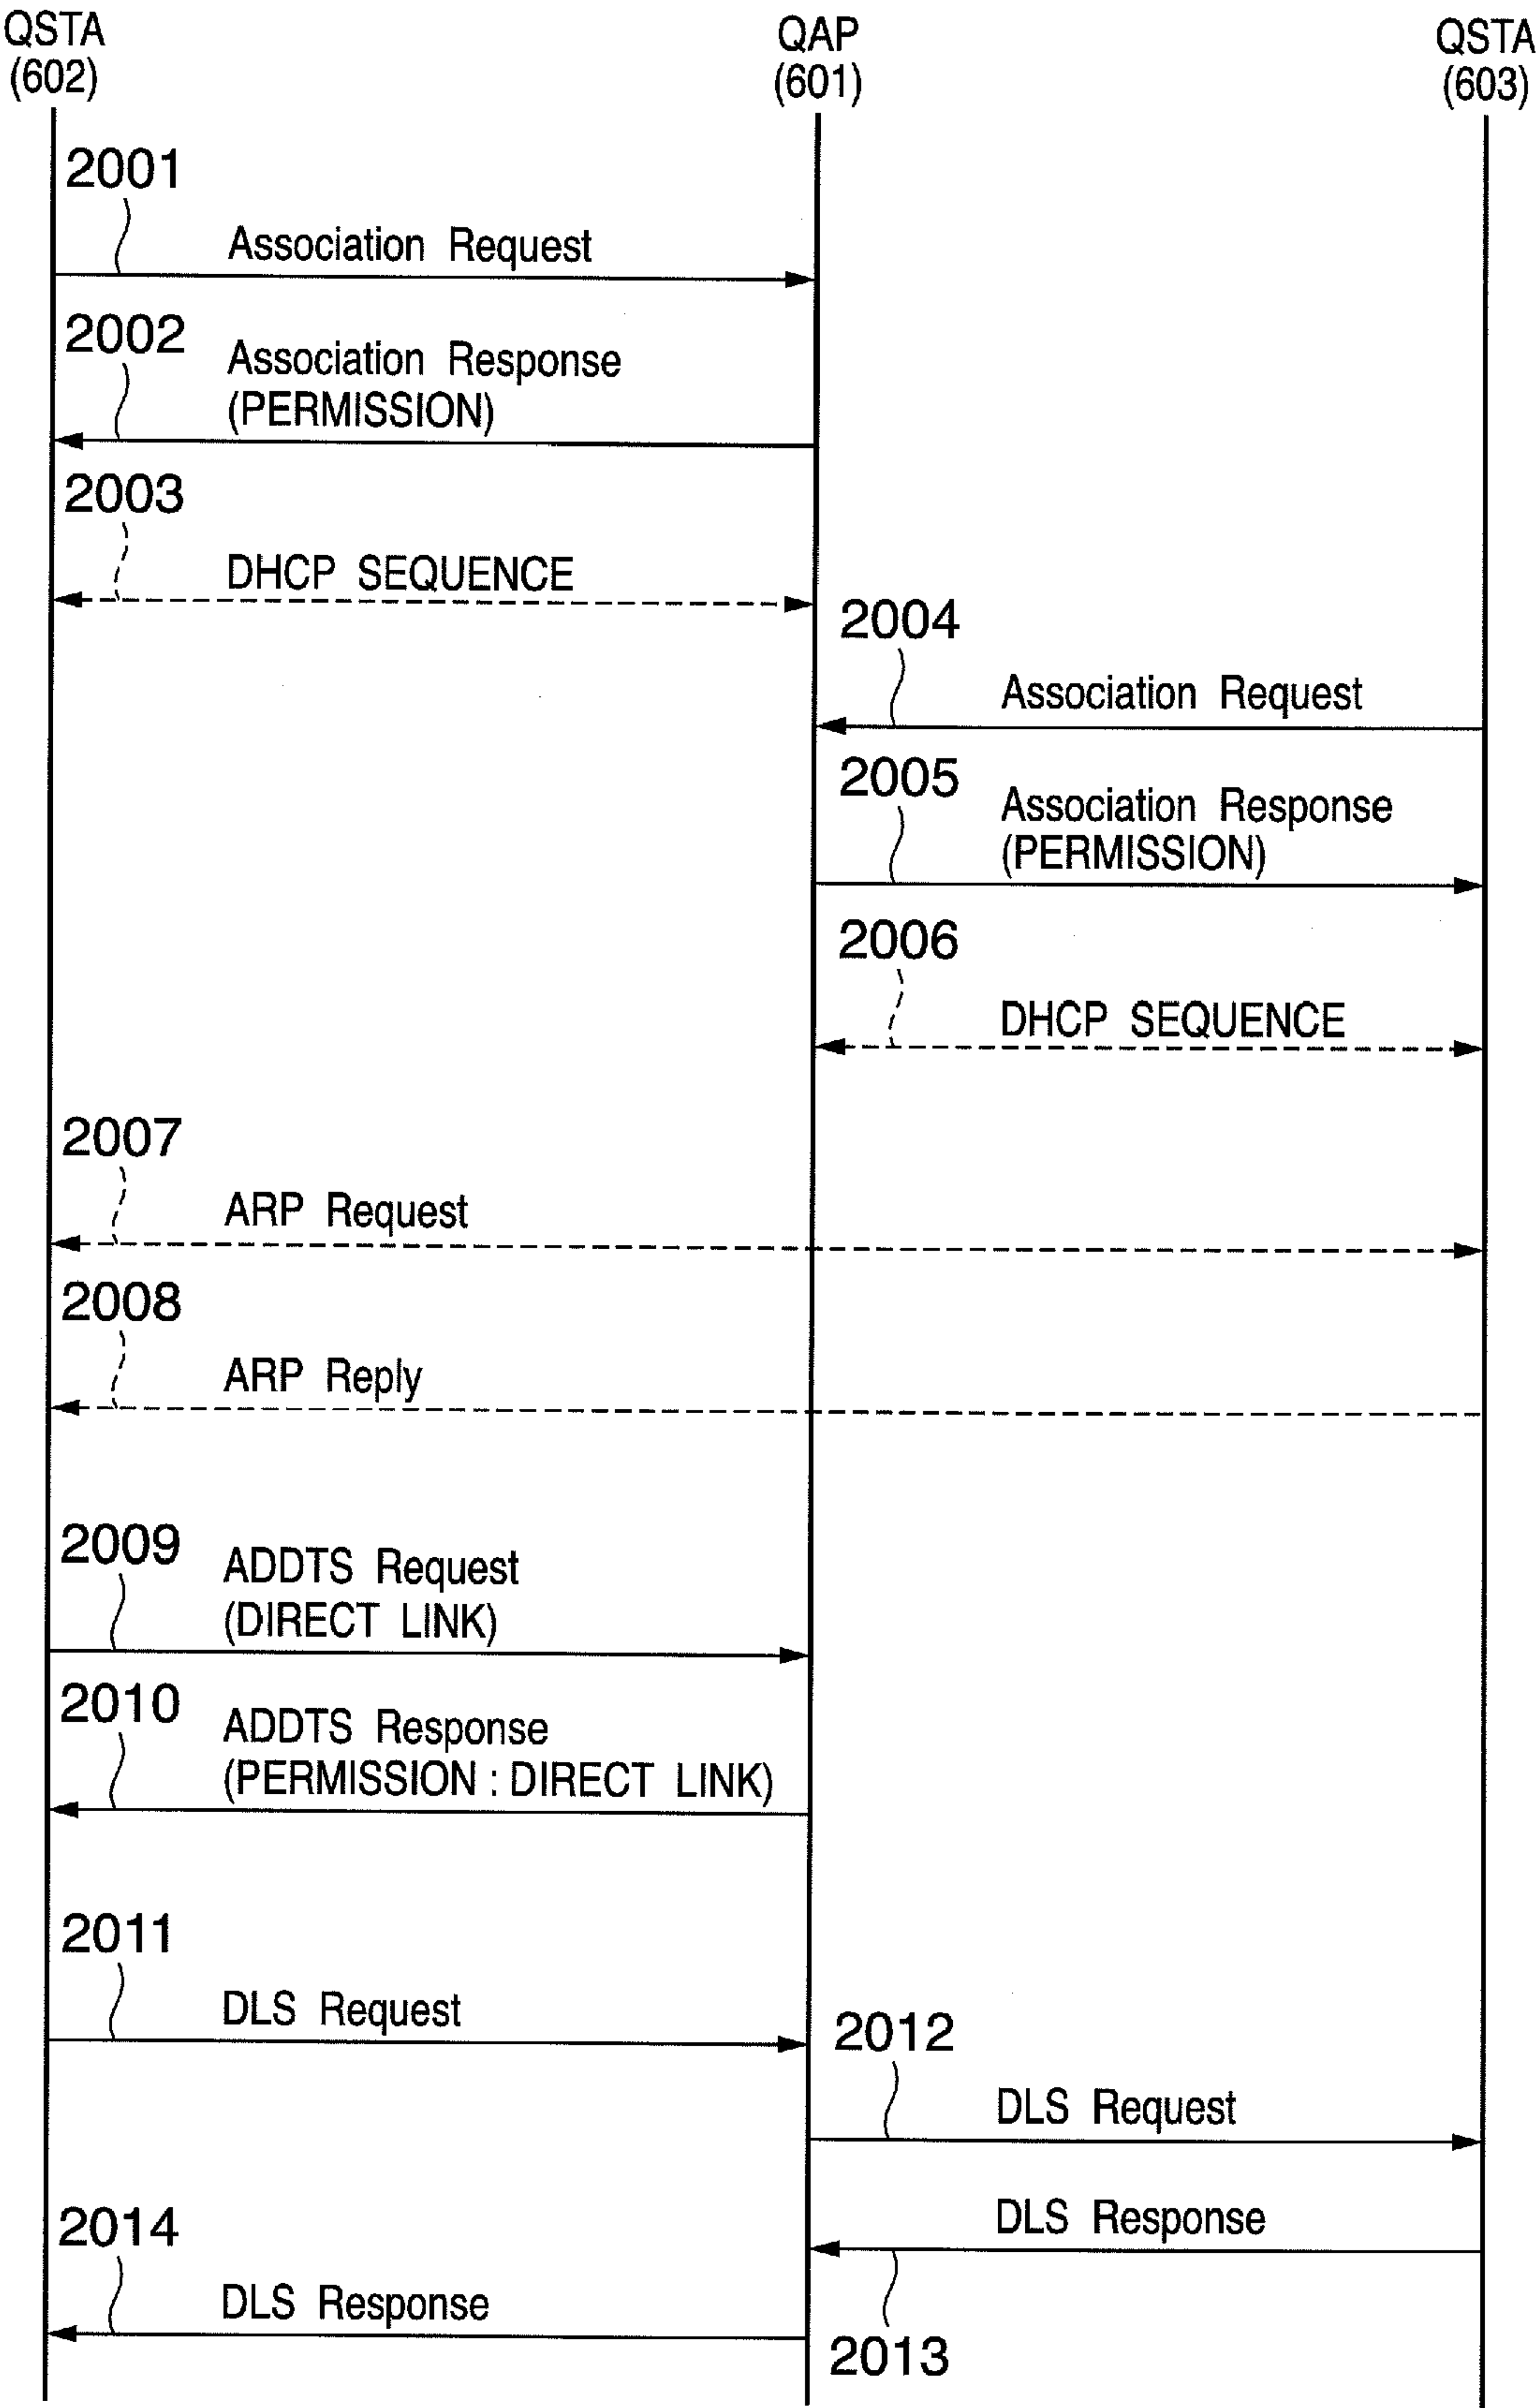 QSTA
(602)
QAP
(601)
QSTA
(603)
2001
Association Request
2002
Association Response
(PERMISSION)
2003
DHCP SEQUENCE
2004
Association Request
2005
Association Response
(PERMISSION)
2006
DHCP SEQUENCE
2007
ARP Request
2008
ARP Reply
2009
ADDTS Request
(DIRECT LINK)
2010
ADDTS Response
(PERMISSION : DIRECT LINK)
2011
DLS Request
2012
DLS Request
DLS Response
2013
2014
DLS Response